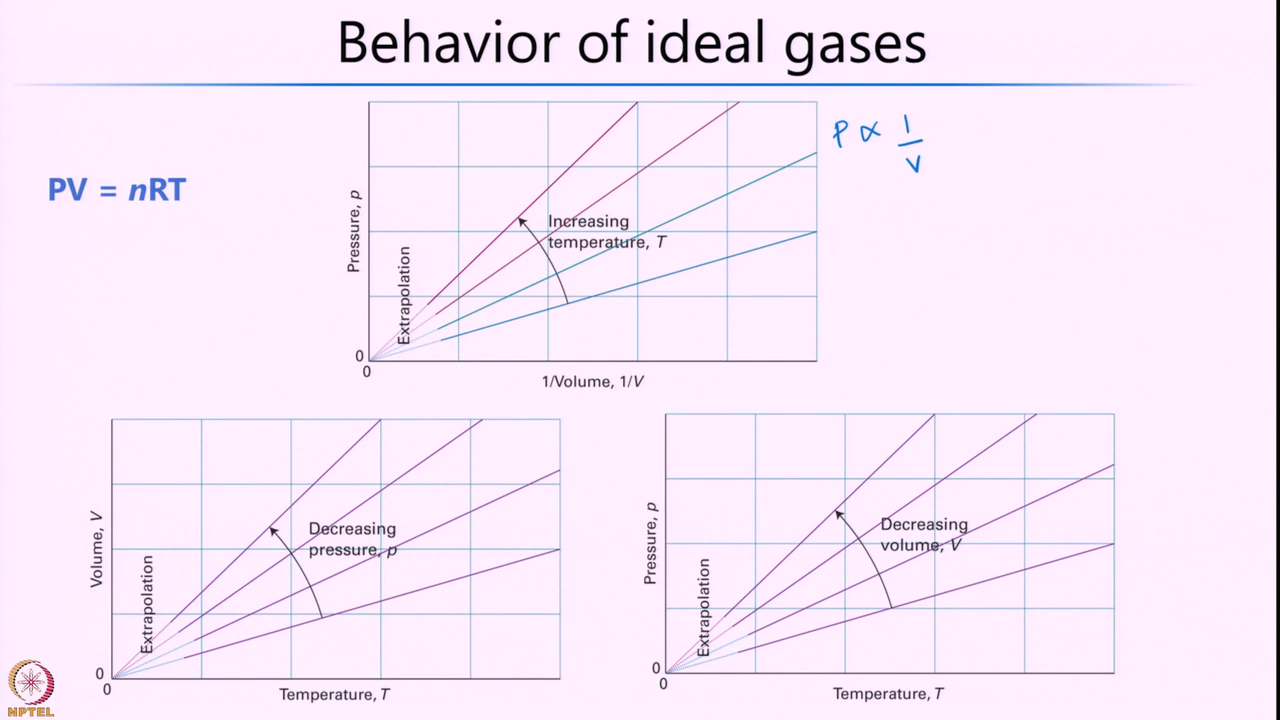 Behavior of ideal gases
PV = nRT
P ∝ 1/V
Pressure, p
Extrapolation
Increasing
temperature, T
0
0
1/Volume, 1/V
Volume, V
Extrapolation
Decreasing
pressure, p
0
0
Temperature, T
Pressure, p
Extrapolation
Decreasing
volume, V
0
0
Temperature, T
NPTEL